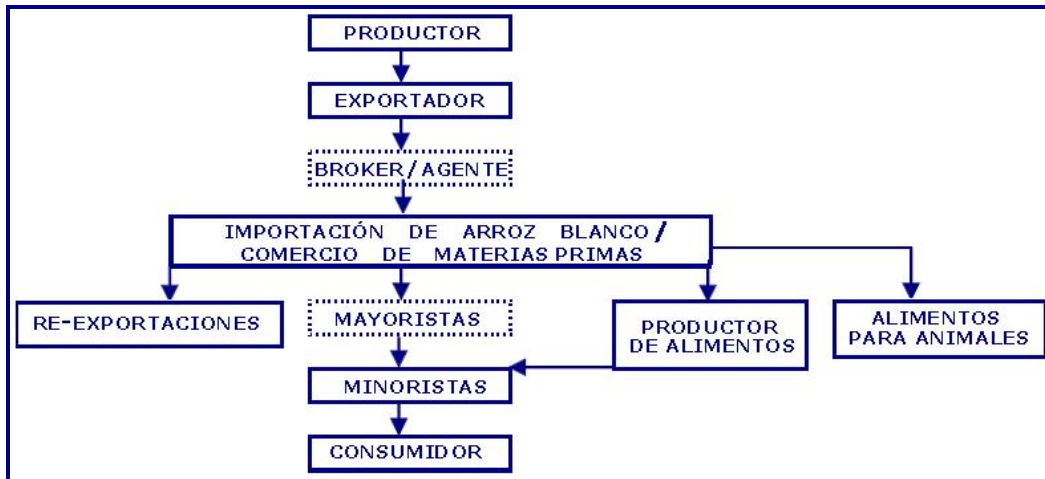 PRODUCTOR
EXPORTADOR
BROKER/AGENTE
IMPORTACIÓN DE ARROZ BLANCO/
COMERCIO DE MATERIAS PRIMAS
RE-EXPORTACIONES
MAYORISTAS
PRODUCTOR
DE ALIMENTOS
ALIMENTOS
PARA ANIMALES
MINORISTAS
CONSUMIDOR